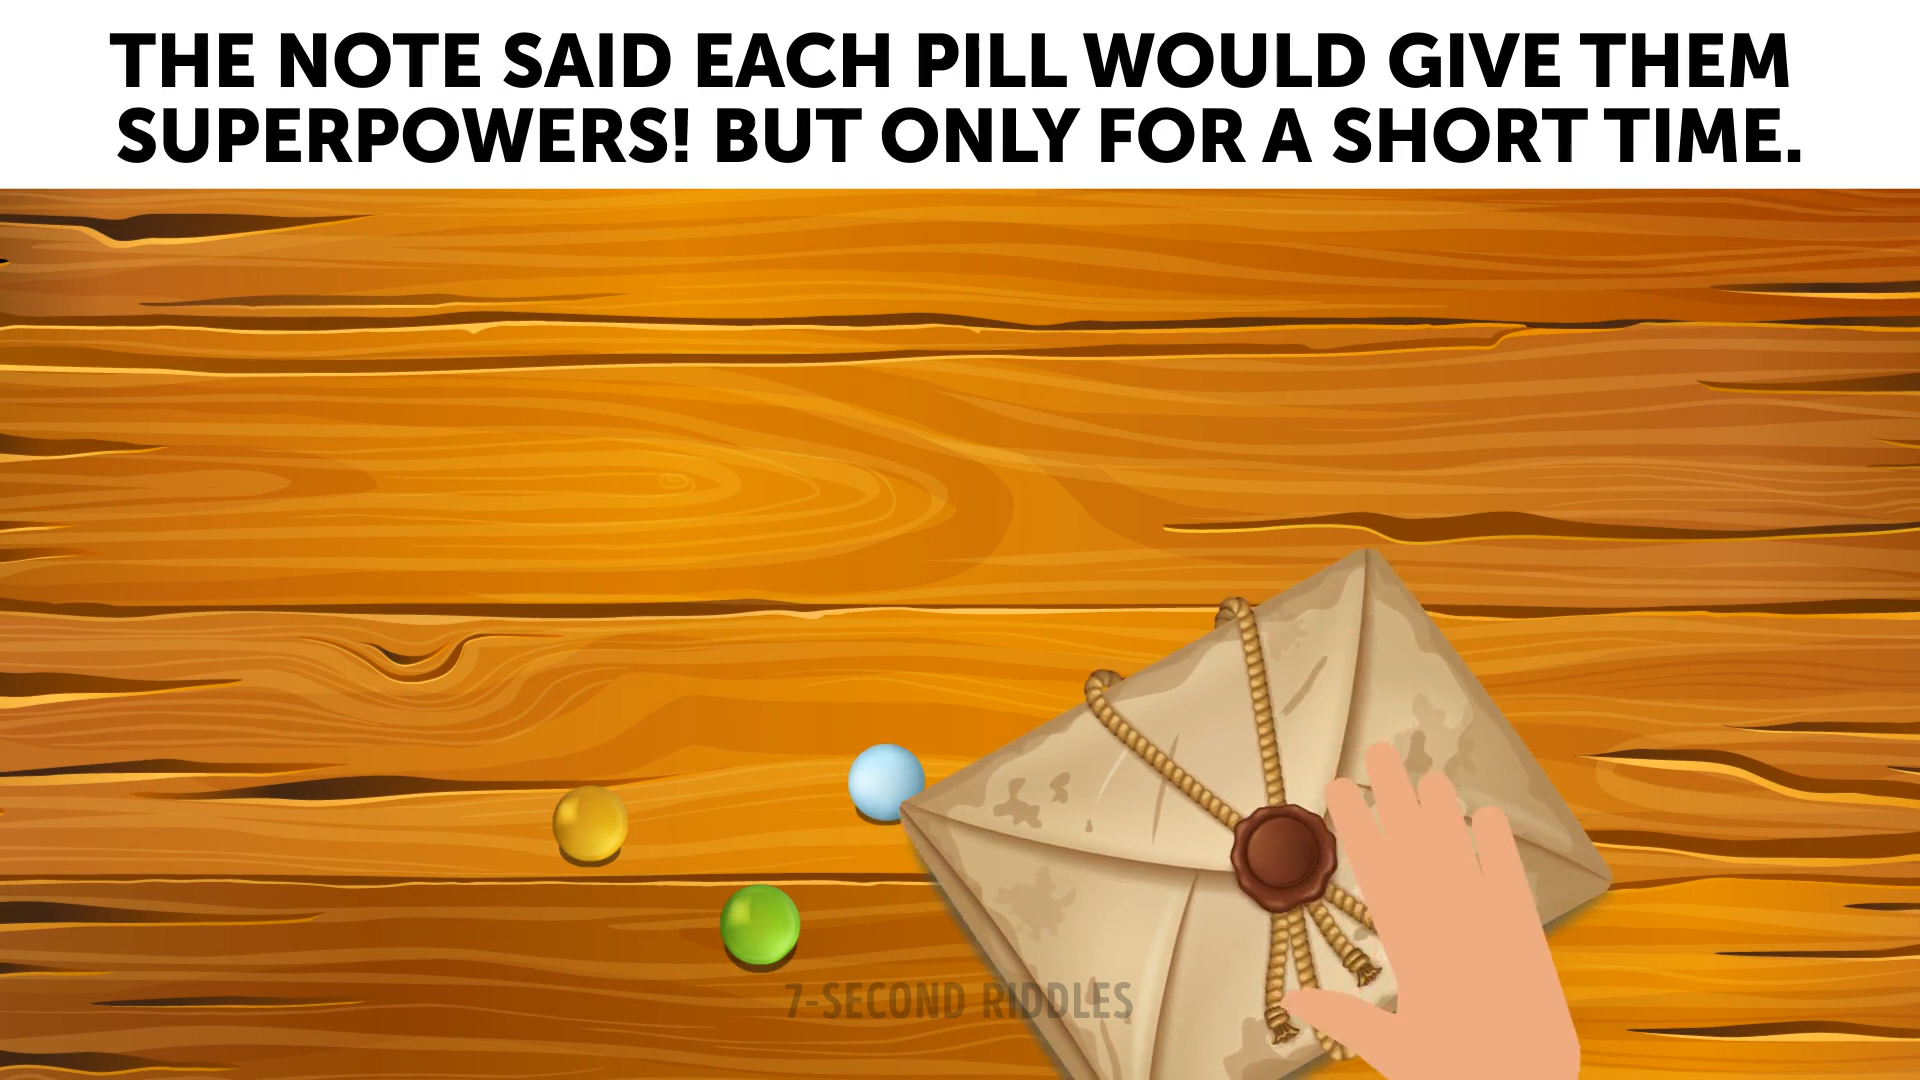 THE NOTE SAID EACH PILL WOULD GIVE THEM
SUPERPOWERS! BUT ONLY FOR A SHORT TIME.
7-SECOND RIDDLES